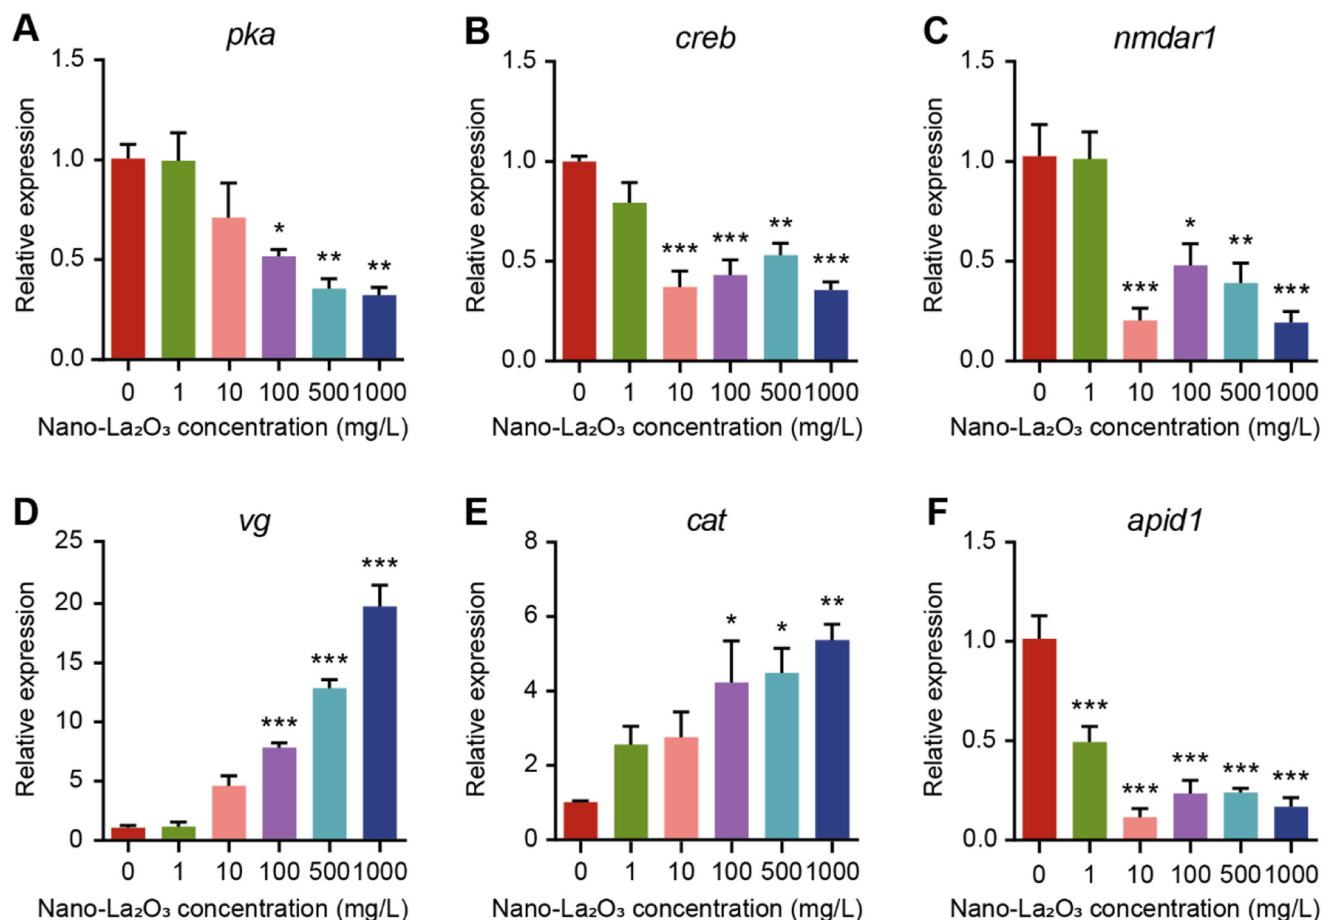 A
pka
Relative expression
1.5
1.0
0.5
0.0
*
**
**
0 1 10 100 500 1000
Nano-La₂O₃ concentration (mg/L)
B
creb
Relative expression
1.5
1.0
0.5
0.0
***
***
**
***
0 1 10 100 500 1000
Nano-La₂O₃ concentration (mg/L)
C
nmdar1
Relative expression
1.5
1.0
0.5
0.0
***
*
**
***
0 1 10 100 500 1000
Nano-La₂O₃ concentration (mg/L)
D
vg
Relative expression
25
20
15
10
5
0
***
***
***
0 1 10 100 500 1000
Nano-La₂O₃ concentration (mg/L)
E
cat
Relative expression
8
6
4
2
0
*
*
**
0 1 10 100 500 1000
Nano-La₂O₃ concentration (mg/L)
F
apid1
Relative expression
1.5
1.0
0.5
0.0
***
***
***
***
***
0 1 10 100 500 1000
Nano-La₂O₃ concentration (mg/L)